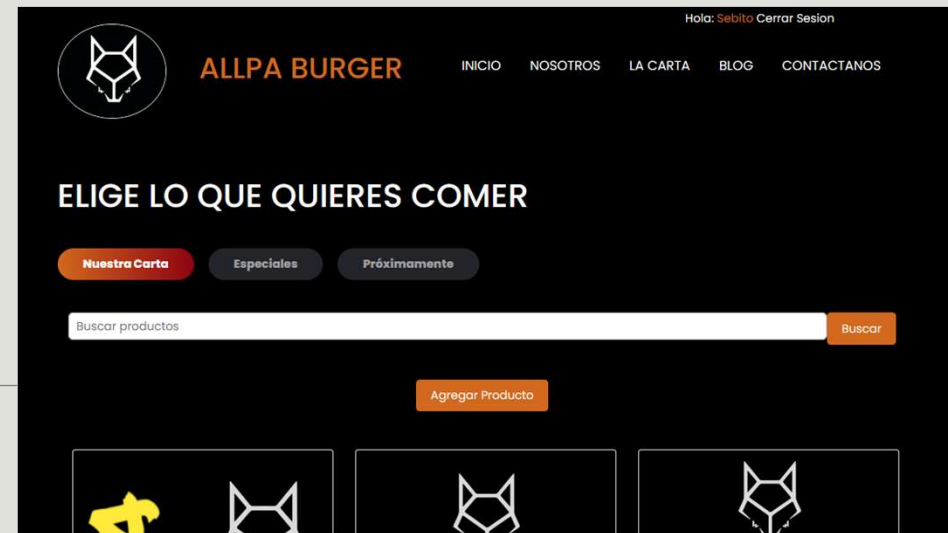 Hola: Sebito Cerrar Sesion
ALLPA BURGER
INICIO NOSOTROS LA CARTA BLOG CONTACTANOS
ELIGE LO QUE QUIERES COMER
Nuestra Carta Especiales Próximamente
Buscar productos Buscar
Agregar Producto